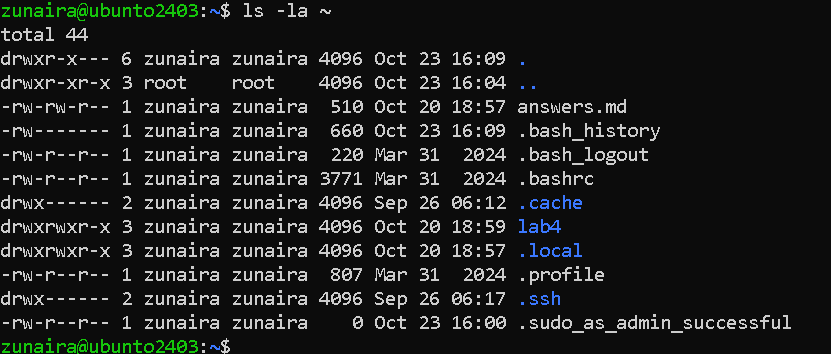 zunaira@ubunto2403:~$ ls -la ~
total 44
drwxr-x--- 6 zunaira zunaira 4096 Oct 23 16:09 .
drwxr-xr-x 3 root    root    4096 Oct 23 16:04 ..
-rw-rw-r-- 1 zunaira zunaira  510 Oct 20 18:57 answers.md
-rw------- 1 zunaira zunaira  660 Oct 23 16:09 .bash_history
-rw-r--r-- 1 zunaira zunaira  220 Mar 31  2024 .bash_logout
-rw-r--r-- 1 zunaira zunaira 3771 Mar 31  2024 .bashrc
drwx------ 2 zunaira zunaira 4096 Sep 26 06:12 .cache
drwxrwxr-x 3 zunaira zunaira 4096 Oct 20 18:59 lab4
drwxrwxr-x 3 zunaira zunaira 4096 Oct 20 18:57 .local
-rw-r--r-- 1 zunaira zunaira  807 Mar 31  2024 .profile
drwx------ 2 zunaira zunaira 4096 Sep 26 06:17 .ssh
-rw-r--r-- 1 zunaira zunaira    0 Oct 23 16:00 .sudo_as_admin_successful
zunaira@ubunto2403:~$